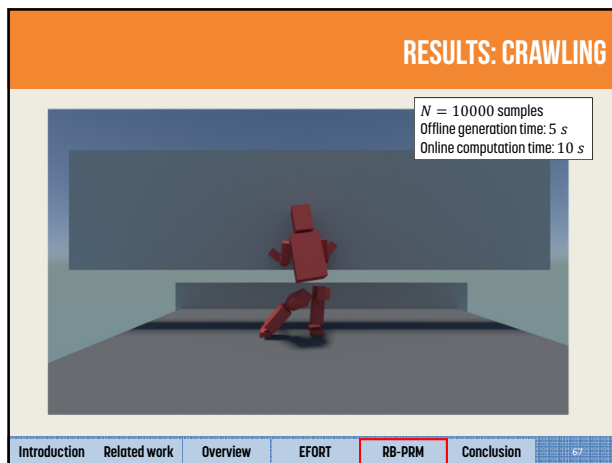 RESULTS: CRAWLING
N = 10000 samples
Offline generation time: 5 s
Online computation time: 10 s
Introduction Related work Overview EFORT RB-PRM Conclusion 67